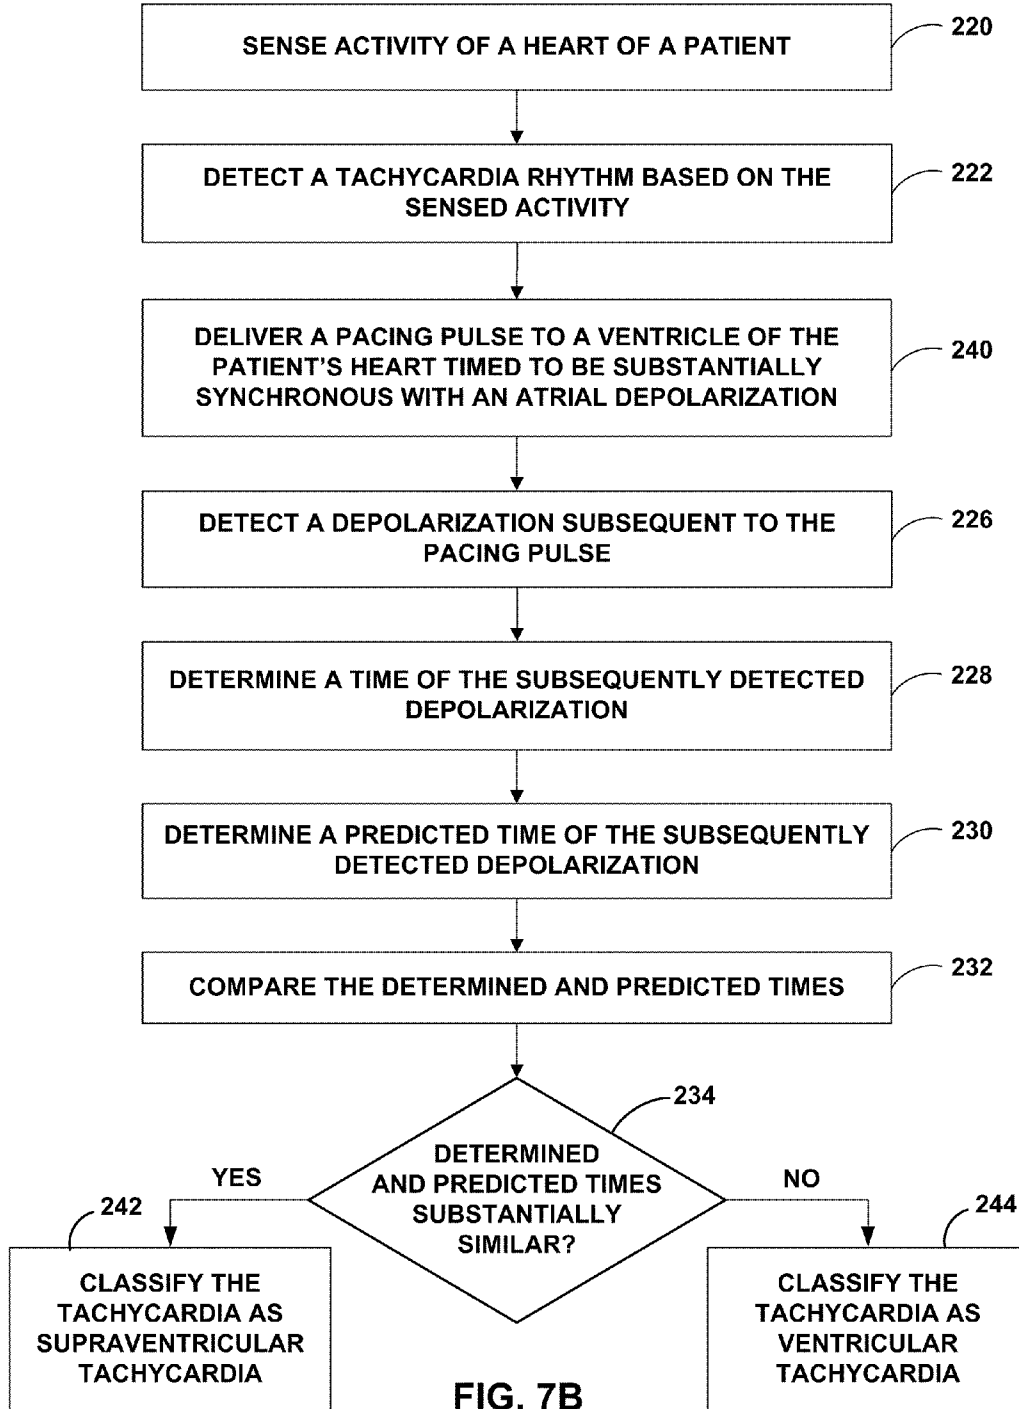 SENSE ACTIVITY OF A HEART OF A PATIENT
220
DETECT A TACHYCARDIA RHYTHM BASED ON THE
SENSED ACTIVITY
222
DELIVER A PACING PULSE TO A VENTRICLE OF THE
PATIENT'S HEART TIMED TO BE SUBSTANTIALLY
SYNCHRONOUS WITH AN ATRIAL DEPOLARIZATION
240
DETECT A DEPOLARIZATION SUBSEQUENT TO THE
PACING PULSE
226
DETERMINE A TIME OF THE SUBSEQUENTLY DETECTED
DEPOLARIZATION
228
DETERMINE A PREDICTED TIME OF THE SUBSEQUENTLY
DETECTED DEPOLARIZATION
230
COMPARE THE DETERMINED AND PREDICTED TIMES
232
234
DETERMINED
AND PREDICTED TIMES
SUBSTANTIALLY
SIMILAR?
YES
NO
242
CLASSIFY THE
TACHYCARDIA AS
SUPRAVENTRICULAR
TACHYCARDIA
244
CLASSIFY THE
TACHYCARDIA AS
VENTRICULAR
TACHYCARDIA
FIG. 7B